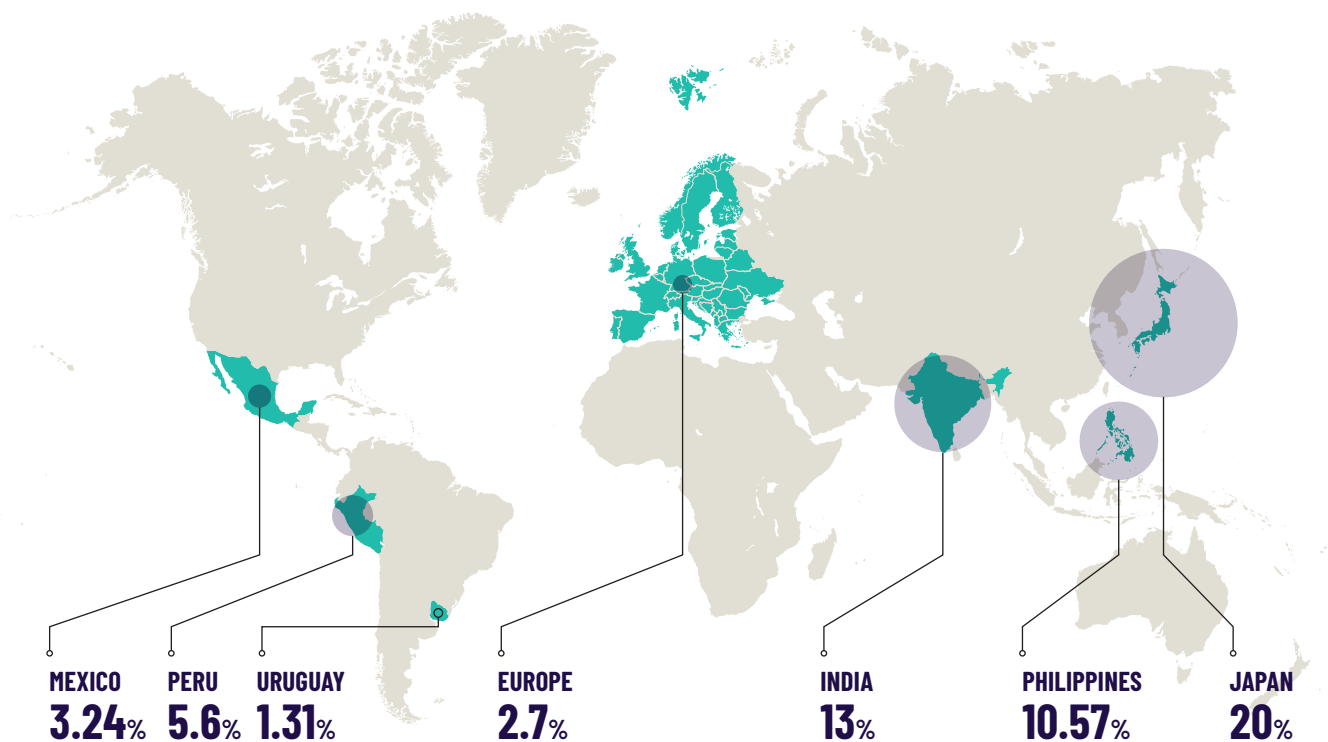 MEXICO
3.24%
PERU
5.6%
URUGUAY
1.31%
EUROPE
2.7%
INDIA
13%
PHILIPPINES
10.57%
JAPAN
20%